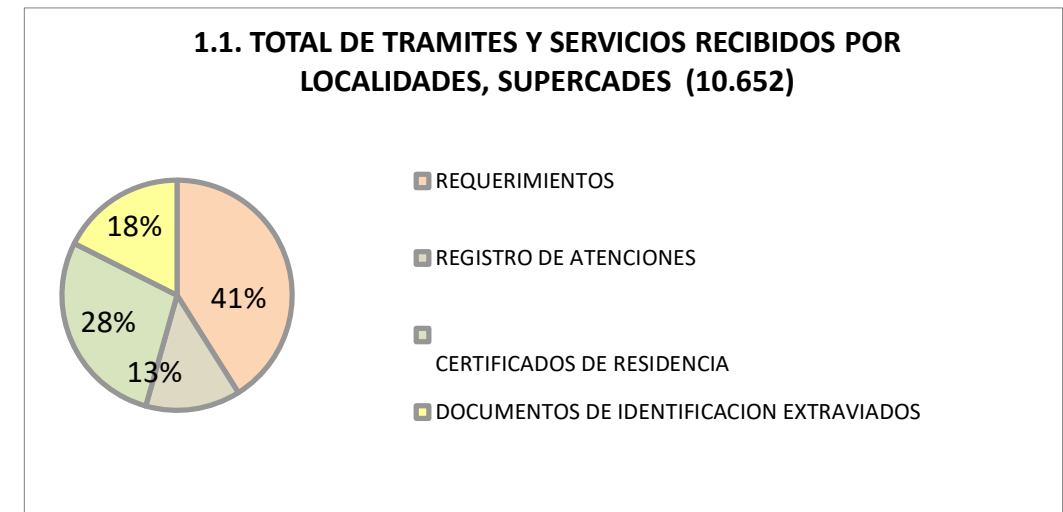 1.1. TOTAL DE TRAMITES Y SERVICIOS RECIBIDOS POR
LOCALIDADES, SUPERCADES (10.652)
18%
41%
28%
13%
REQUERIMIENTOS
REGISTRO DE ATENCIONES
CERTIFICADOS DE RESIDENCIA
DOCUMENTOS DE IDENTIFICACION EXTRAVIADOS